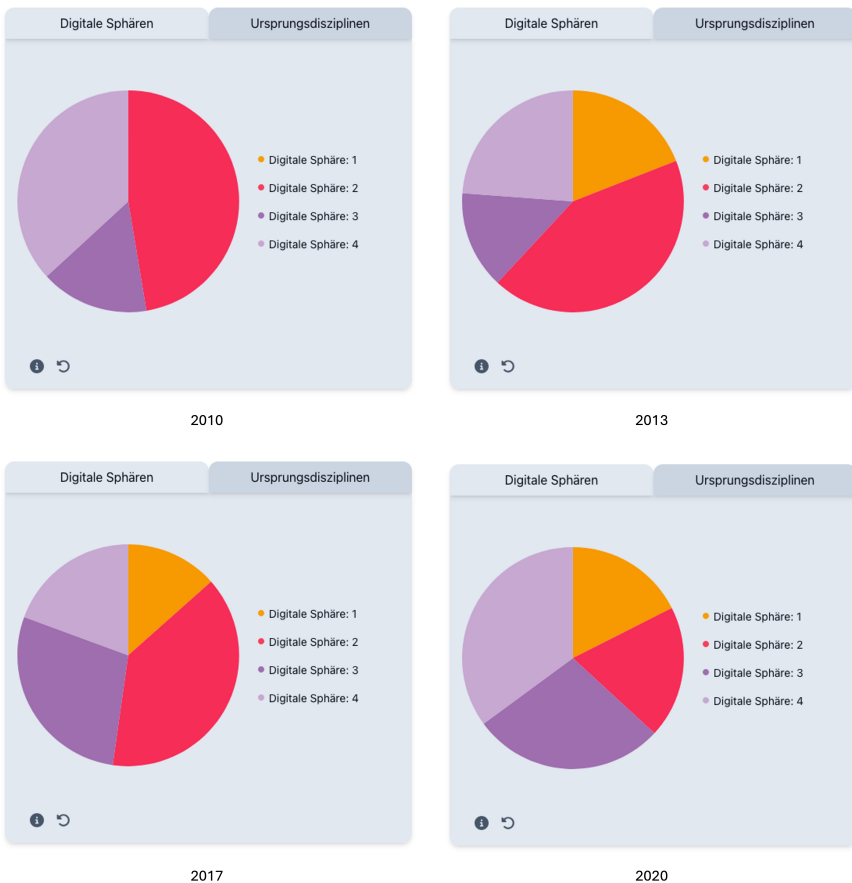 Digitale Sphären
Ursprungsdisziplinen
Digitale Sphäre: 1
Digitale Sphäre: 2
Digitale Sphäre: 3
Digitale Sphäre: 4
2010
Digitale Sphären
Ursprungsdisziplinen
Digitale Sphäre: 1
Digitale Sphäre: 2
Digitale Sphäre: 3
Digitale Sphäre: 4
2013
Digitale Sphären
Ursprungsdisziplinen
Digitale Sphäre: 1
Digitale Sphäre: 2
Digitale Sphäre: 3
Digitale Sphäre: 4
2017
Digitale Sphären
Ursprungsdisziplinen
Digitale Sphäre: 1
Digitale Sphäre: 2
Digitale Sphäre: 3
Digitale Sphäre: 4
2020